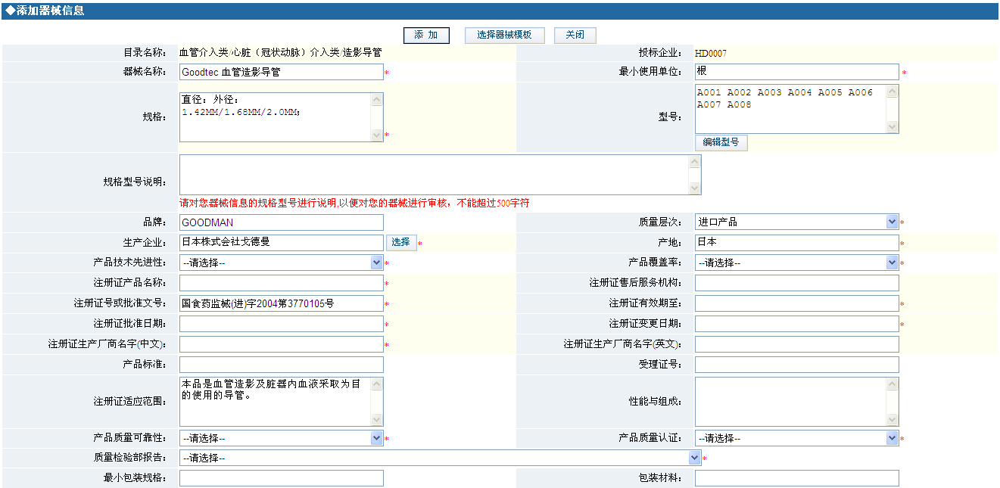 ◆添加器械信息
添 加 选择器械模板 关闭
目录名称： 血管介入类/心脏（冠状动脉）介入类/造影导管 投标企业： HD0007
器械名称： Goodtec 血管造影导管 * 最小使用单位： 根 *
规格： 直径：外径：
1.42MM/1.68MM/2.0MM; *
型号： A001 A002 A003 A004 A005 A006
A007 A008
编辑型号
规格型号说明：
请对您器械信息的规格型号进行说明,以便对您的器械进行审核，不能超过500字符
品牌： GOODMAN 质量层次： 进口产品 *
生产企业： 日本株式会社戈德曼 选择 * 产地： 日本 *
产品技术先进性： --请选择-- * 产品覆盖率： --请选择-- *
注册证产品名称： * 注册证售后服务机构：
注册证号或批准文号： 国食药监械(进)字2004第3770105号 * 注册证有效期至： *
注册证批准日期： * 注册证变更日期： *
注册证生产厂商名字(中文)： * 注册证生产厂商名字(英文)：
产品标准： 受理证号：
注册证适应范围： 本品是血管造影及脏器内血液采取为目
的使用的导管。
性能与组成：
产品质量可靠性： --请选择-- * 产品质量认证： --请选择-- *
质量检验部报告： --请选择-- *
最小包装规格： 包装材料：